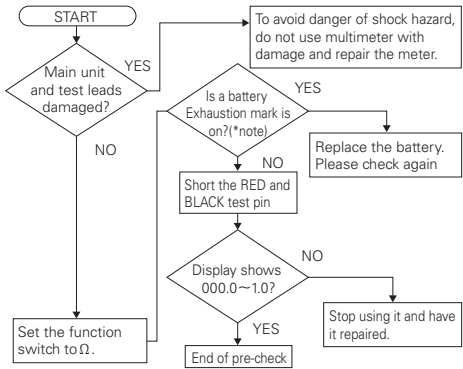 START
Main unit
and test leads
damaged?
YES
To avoid danger of shock hazard,
do not use multimeter with
damage and repair the meter.
NO
Set the function
switch to Ω.
Is a battery
Exhaustion mark is
on?(*note)
YES
Replace the battery.
Please check again
NO
Short the RED and
BLACK test pin
Display shows
000.0~1.0?
NO
Stop using it and have
it repaired.
YES
End of pre-check